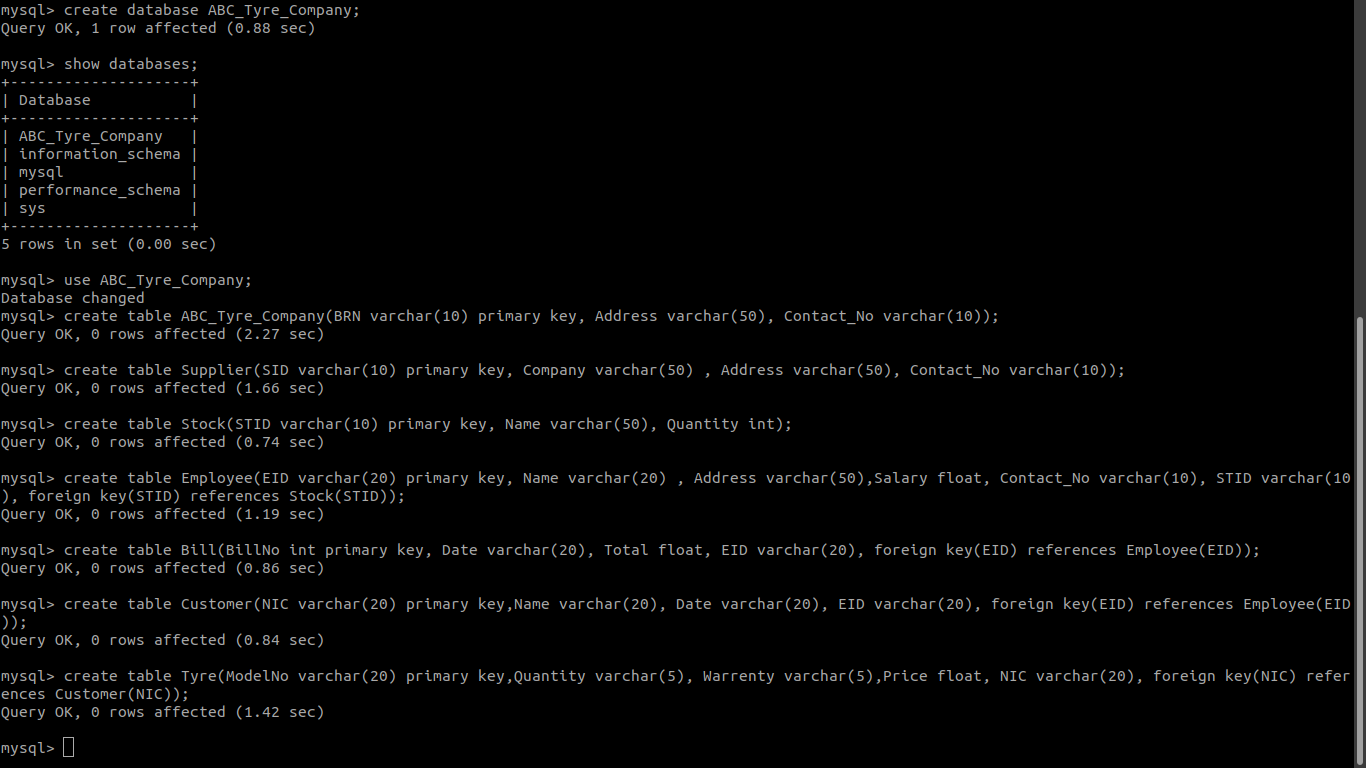 mysql> create database ABC_Tyre_Company;
Query OK, 1 row affected (0.88 sec)
mysql> show databases;
+--------------------+
| Database           |
+--------------------+
| ABC_Tyre_Company   |
| information_schema |
| mysql              |
| performance_schema |
| sys                |
+--------------------+
5 rows in set (0.00 sec)
mysql> use ABC_Tyre_Company;
Database changed
mysql> create table ABC_Tyre_Company(BRN varchar(10) primary key, Address varchar(50), Contact_No varchar(10));
Query OK, 0 rows affected (2.27 sec)
mysql> create table Supplier(SID varchar(10) primary key, Company varchar(50) , Address varchar(50), Contact_No varchar(10));
Query OK, 0 rows affected (1.66 sec)
mysql> create table Stock(STID varchar(10) primary key, Name varchar(50), Quantity int);
Query OK, 0 rows affected (0.74 sec)
mysql> create table Employee(EID varchar(20) primary key, Name varchar(20) , Address varchar(50),Salary float, Contact_No varchar(10), STID varchar(10
), foreign key(STID) references Stock(STID));
Query OK, 0 rows affected (1.19 sec)
mysql> create table Bill(BillNo int primary key, Date varchar(20), Total float, EID varchar(20), foreign key(EID) references Employee(EID));
Query OK, 0 rows affected (0.86 sec)
mysql> create table Customer(NIC varchar(20) primary key,Name varchar(20), Date varchar(20), EID varchar(20), foreign key(EID) references Employee(EID
));
Query OK, 0 rows affected (0.84 sec)
mysql> create table Tyre(ModelNo varchar(20) primary key,Quantity varchar(5), Warrenty varchar(5),Price float, NIC varchar(20), foreign key(NIC) refer
ences Customer(NIC));
Query OK, 0 rows affected (1.42 sec)
mysql>